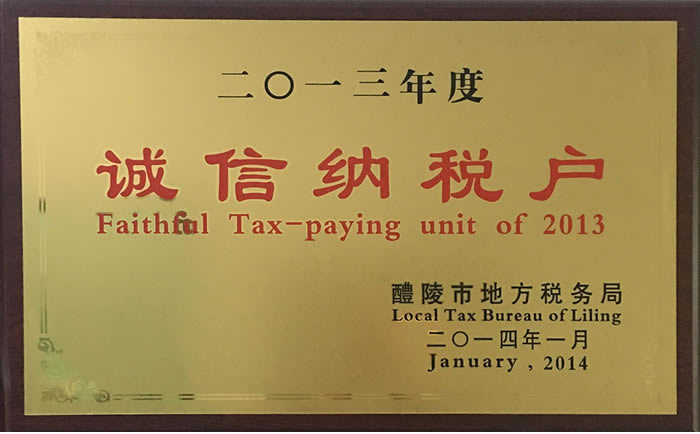 二〇一三年度
诚信纳税户
Faithful Tax-paying unit of 2013
醴陵市地方税务局
Local Tax Bureau of Liling
二〇一四年一月
January , 2014